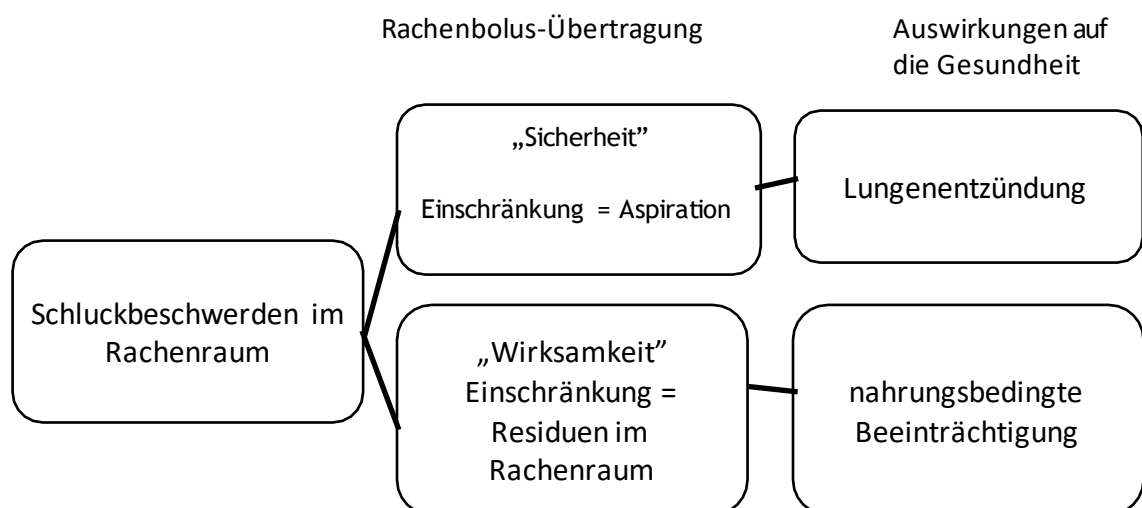 Rachenbolus-Übertragung
Auswirkungen auf
die Gesundheit
„Sicherheit”
Einschränkung = Aspiration
Lungenentzündung
Schluckbeschwerden im
Rachenraum
„Wirksamkeit”
Einschränkung =
Residuen im
Rachenraum
nahrungsbedingte
Beeinträchtigung